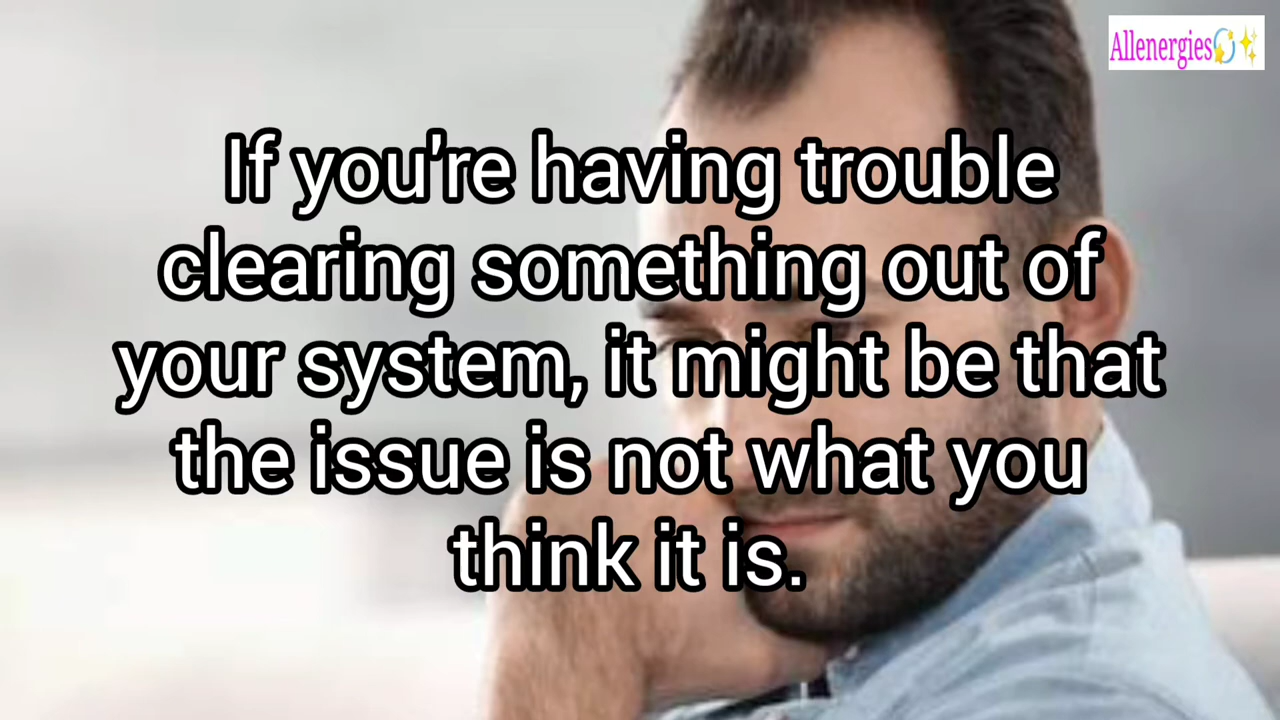 Allenergies
If you're having trouble
clearing something out of
your system, it might be that
the issue is not what you
think it is.